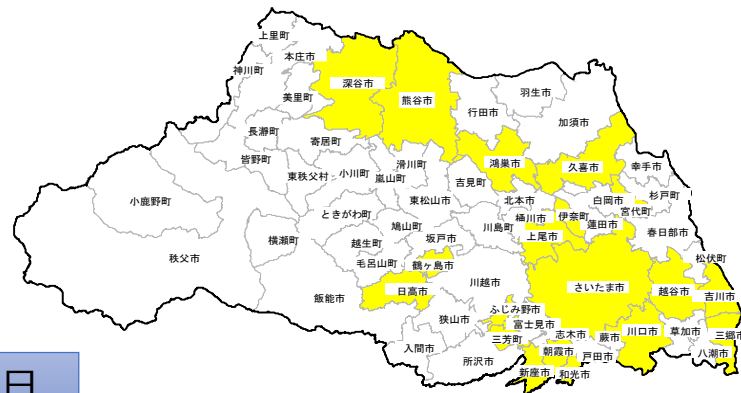 上里町
本庄市
神川町
美里町
深谷市
熊谷市
行田市
羽生市
加須市
長瀞町
寄居町
皆野町
東秩父村
小川町
滑川町
嵐山町
吉見町
鴻巣市
久喜市
幸手市
小鹿野町
ときがわ町
東松山市
北本市
白岡市
杉戸町
宮代町
桶川市
伊奈町
蓮田市
春日部市
横瀬町
越生町
鳩山町
坂戸市
川島町
上尾市
秩父市
毛呂山町
鶴ヶ島市
松伏町
日高市
川越市
さいたま市
越谷市
吉川市
飯能市
ふじみ野市
狭山市
富士見市
三芳町
志木市
蕨市
川口市
草加市
三郷市
入間市
所沢市
朝霞市
戸田市
八潮市
新座市
和光市
日